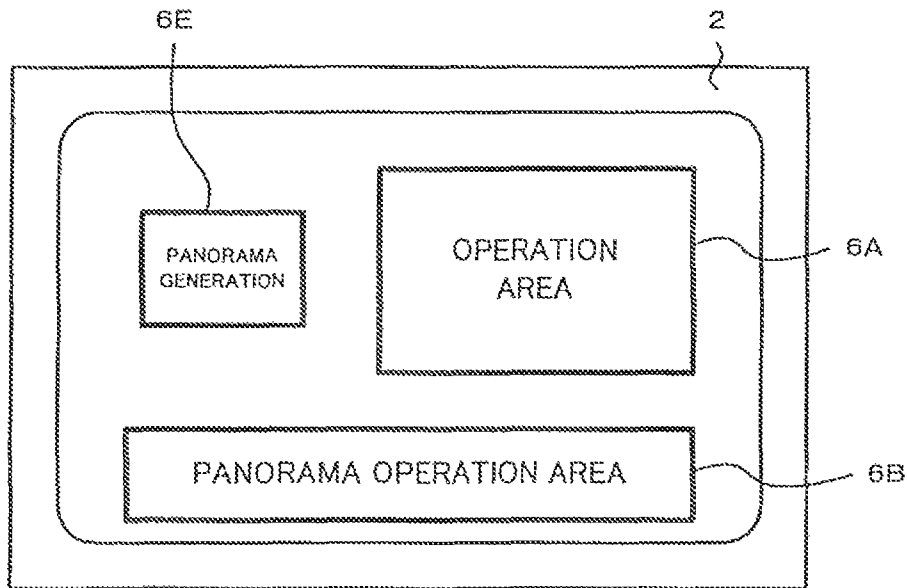 6E
2
PANORAMA
GENERATION
OPERATION
AREA
6A
PANORAMA OPERATION AREA
6B